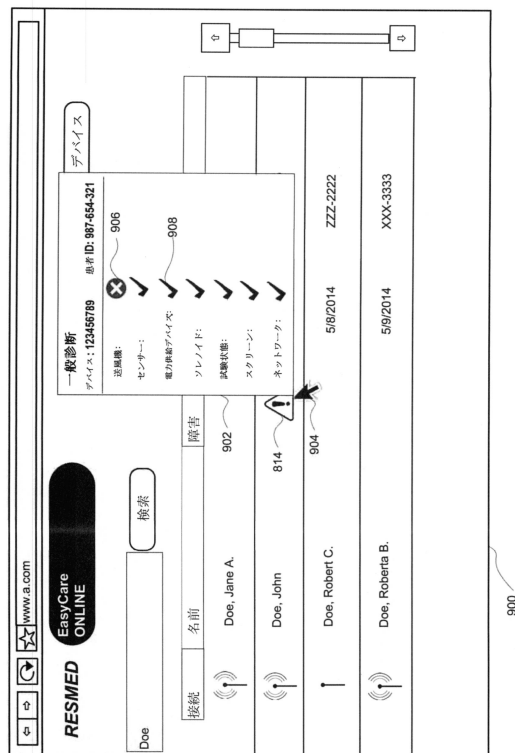 www.a.com
RESMED
EasyCare
ONLINE
デバイス
Doe
検索
一般診断
デバイス: 123456789
患者 ID: 987-654-321
送風機:
906
センサー:
電力供給デバイス:
908
ソレノイド:
試験状態:
スクリーン:
ネットワーク:
接続
名前
障害
Doe, Jane A.
902
Doe, John
814
904
Doe, Robert C.
5/8/2014
ZZZ-2222
Doe, Roberta B.
5/9/2014
XXX-3333
900